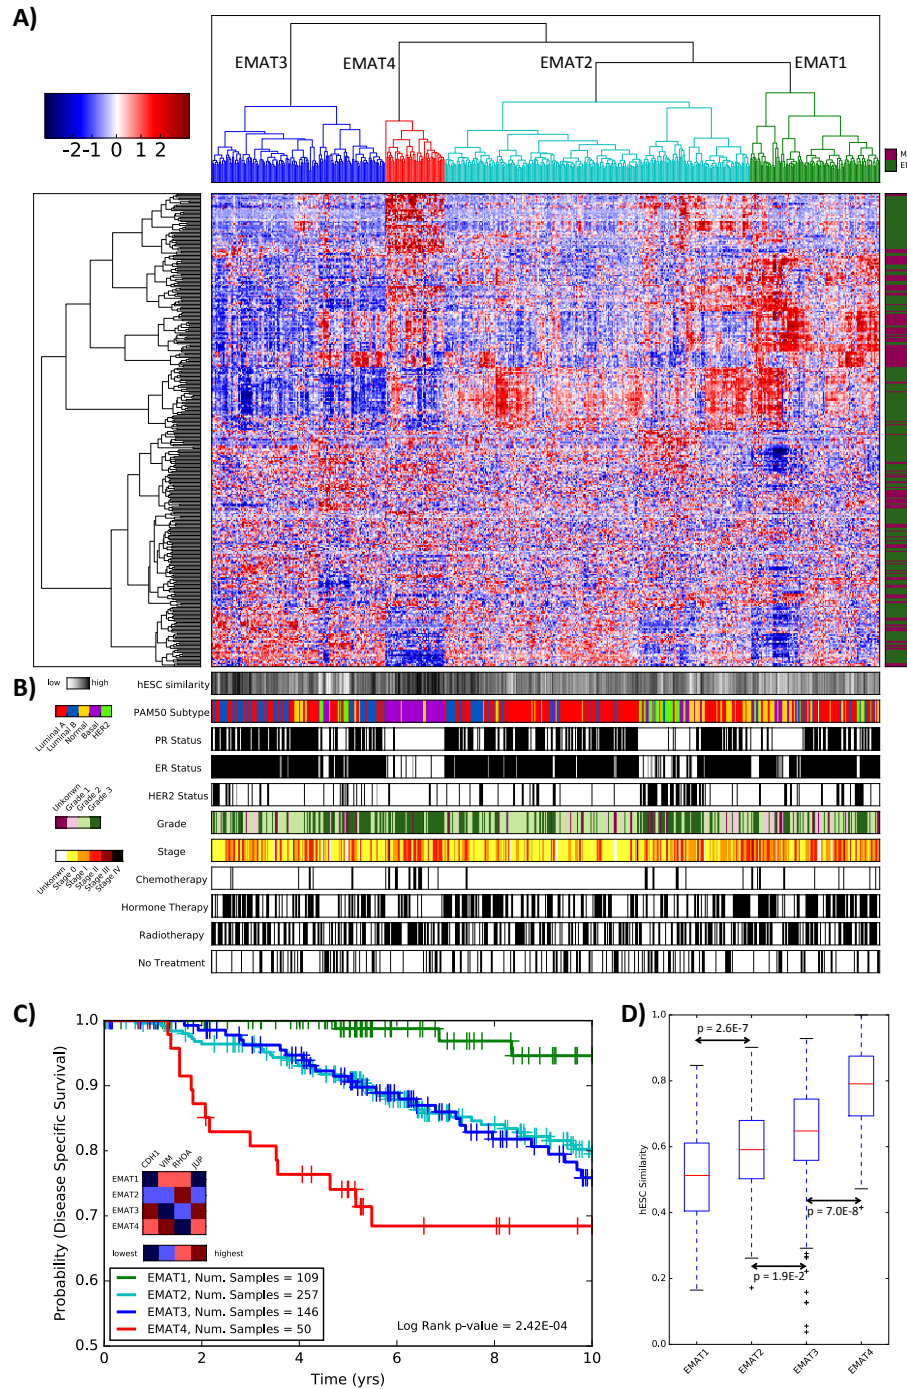 A)
EMAT3
EMAT4
EMAT2
EMAT1
-2
-1
0
1
2
M
B)
low
high
hESC similarity
PAM50 Subtype
Luminal A
Luminal B
Normal
Basal
HER2
PR Status
ER Status
HER2 Status
Unkonwn
Grade 1
Grade 2
Grade 3
Grade
Stage
Unkonwn
Stage 0
Stage I
Stage II
Stage III
Stage IV
Chemotherapy
Hormone Therapy
Radiotherapy
No Treatment
C)
Probability (Disease Specific Survival)
1.0
0.9
0.8
0.7
0.6
0.5
CDH1
VIM
RHOA
JUP
EMAT1
EMAT2
EMAT3
EMAT4
lowest
highest
EMAT1, Num. Samples = 109
EMAT2, Num. Samples = 257
EMAT3, Num. Samples = 146
EMAT4, Num. Samples = 50
Log Rank p-value = 2.42E-04
0
2
4
6
8
10
Time (yrs)
D)
hESC Similarity
1.0
0.8
0.6
0.4
0.2
0.0
p = 2.6E-7
p = 7.0E-8
p = 1.9E-2
EMAT1
EMAT2
EMAT3
EMAT4